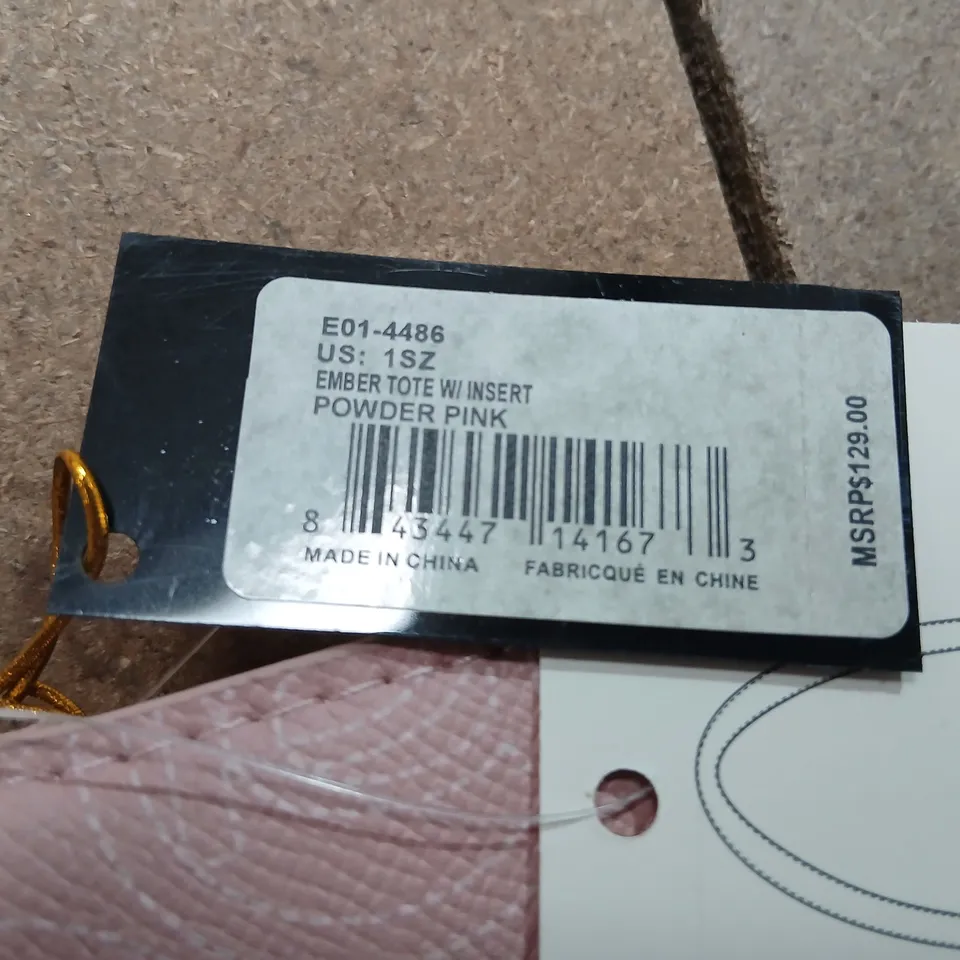 E01-4486
US: 1SZ
EMBER TOTE W/ INSERT
POWDER PINK
8 43447 14167 3
MADE IN CHINA FABRICQUÉ EN CHINE
MSRP$129.00